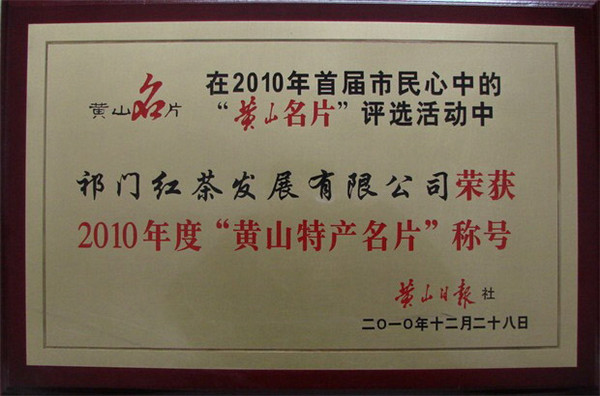 黄山名片
在2010年首届市民心中的
“黄山名片”评选活动中
祁门红茶发展有限公司荣获
2010年度“黄山特产名片”称号
黄山日报社
二〇一〇年十二月二十八日